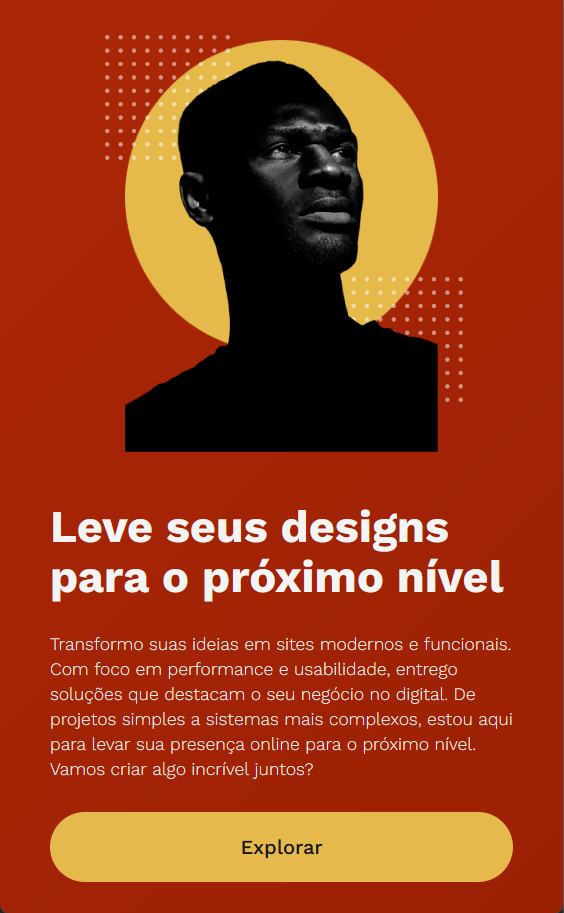 Leve seus designs
para o próximo nível
Transformo suas ideias em sites modernos e funcionais.
Com foco em performance e usabilidade, entrego
soluções que destacam o seu negócio no digital. De
projetos simples a sistemas mais complexos, estou aqui
para levar sua presença online para o próximo nível.
Vamos criar algo incrível juntos?
Explorar